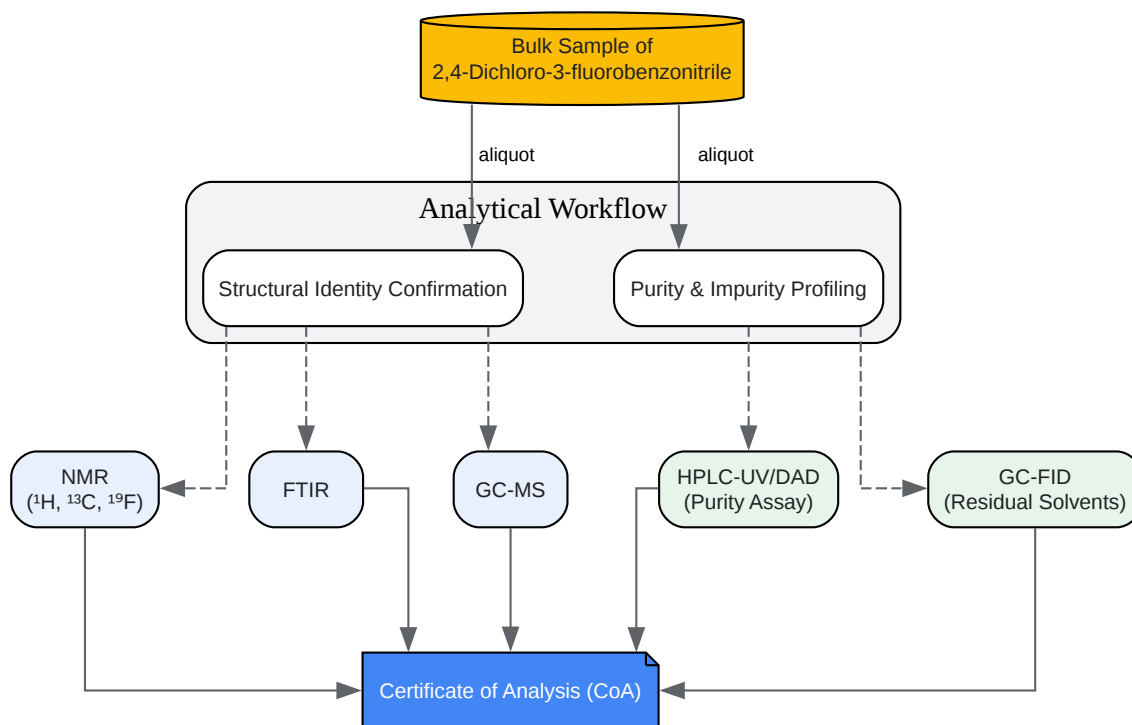 Bulk Sample of
2,4-Dichloro-3-fluorobenzonitrile
aliquot
aliquot
Analytical Workflow
Structural Identity Confirmation
Purity & Impurity Profiling
NMR
(¹H, ¹³C, ¹⁹F)
FTIR
GC-MS
HPLC-UV/DAD
(Purity Assay)
GC-FID
(Residual Solvents)
Certificate of Analysis (CoA)